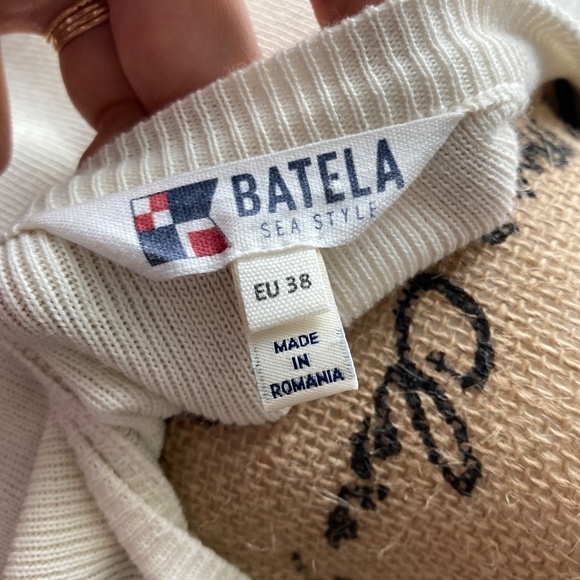 BATELA
SEA STYLE
EU 38
MADE
IN
ROMANIA